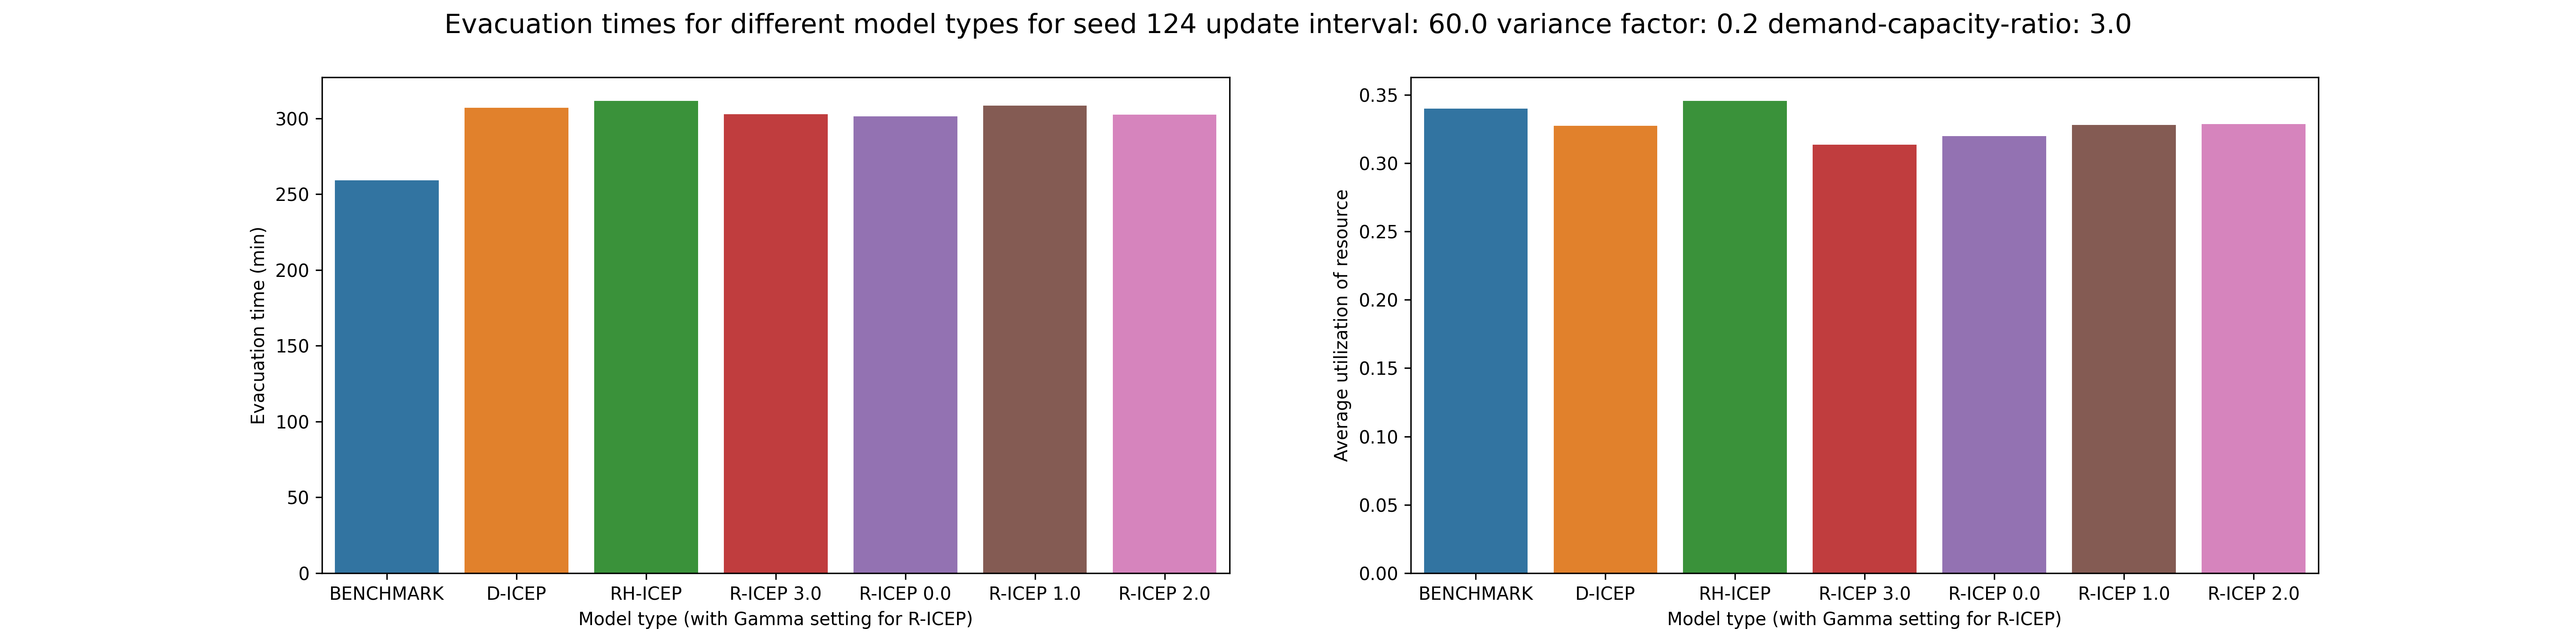 Evacuation times for different model types for seed 124 update interval: 60.0 variance factor: 0.2 demand-capacity-ratio: 3.0
Evacuation time (min)
300
250
200
150
100
50
0
BENCHMARK D-ICEP RH-ICEP R-ICEP 3.0 R-ICEP 0.0 R-ICEP 1.0 R-ICEP 2.0
Model type (with Gamma setting for R-ICEP)
Average utilization of resource
0.35
0.30
0.25
0.20
0.15
0.10
0.05
0.00
BENCHMARK D-ICEP RH-ICEP R-ICEP 3.0 R-ICEP 0.0 R-ICEP 1.0 R-ICEP 2.0
Model type (with Gamma setting for R-ICEP)